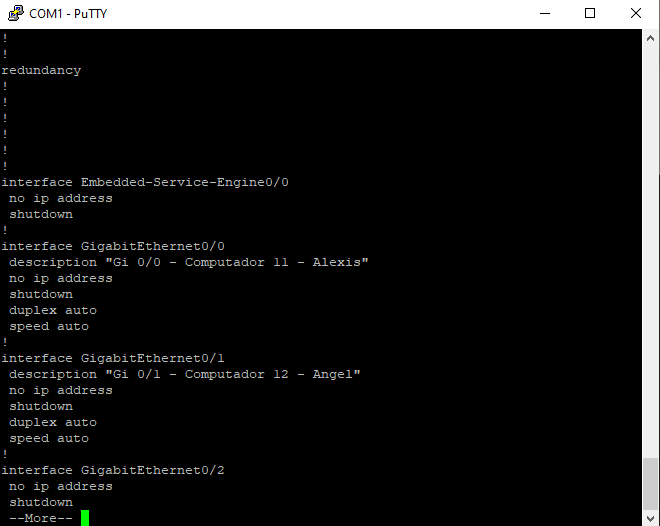 COM1 - PuTTY
!
!
redundancy
!
!
!
!
!
!
interface Embedded-Service-Engine0/0
 no ip address
 shutdown
!
interface GigabitEthernet0/0
 description "Gi 0/0 - Computador 11 - Alexis"
 no ip address
 shutdown
 duplex auto
 speed auto
!
interface GigabitEthernet0/1
 description "Gi 0/1 - Computador 12 - Angel"
 no ip address
 shutdown
 duplex auto
 speed auto
!
interface GigabitEthernet0/2
 no ip address
 shutdown
 --More--